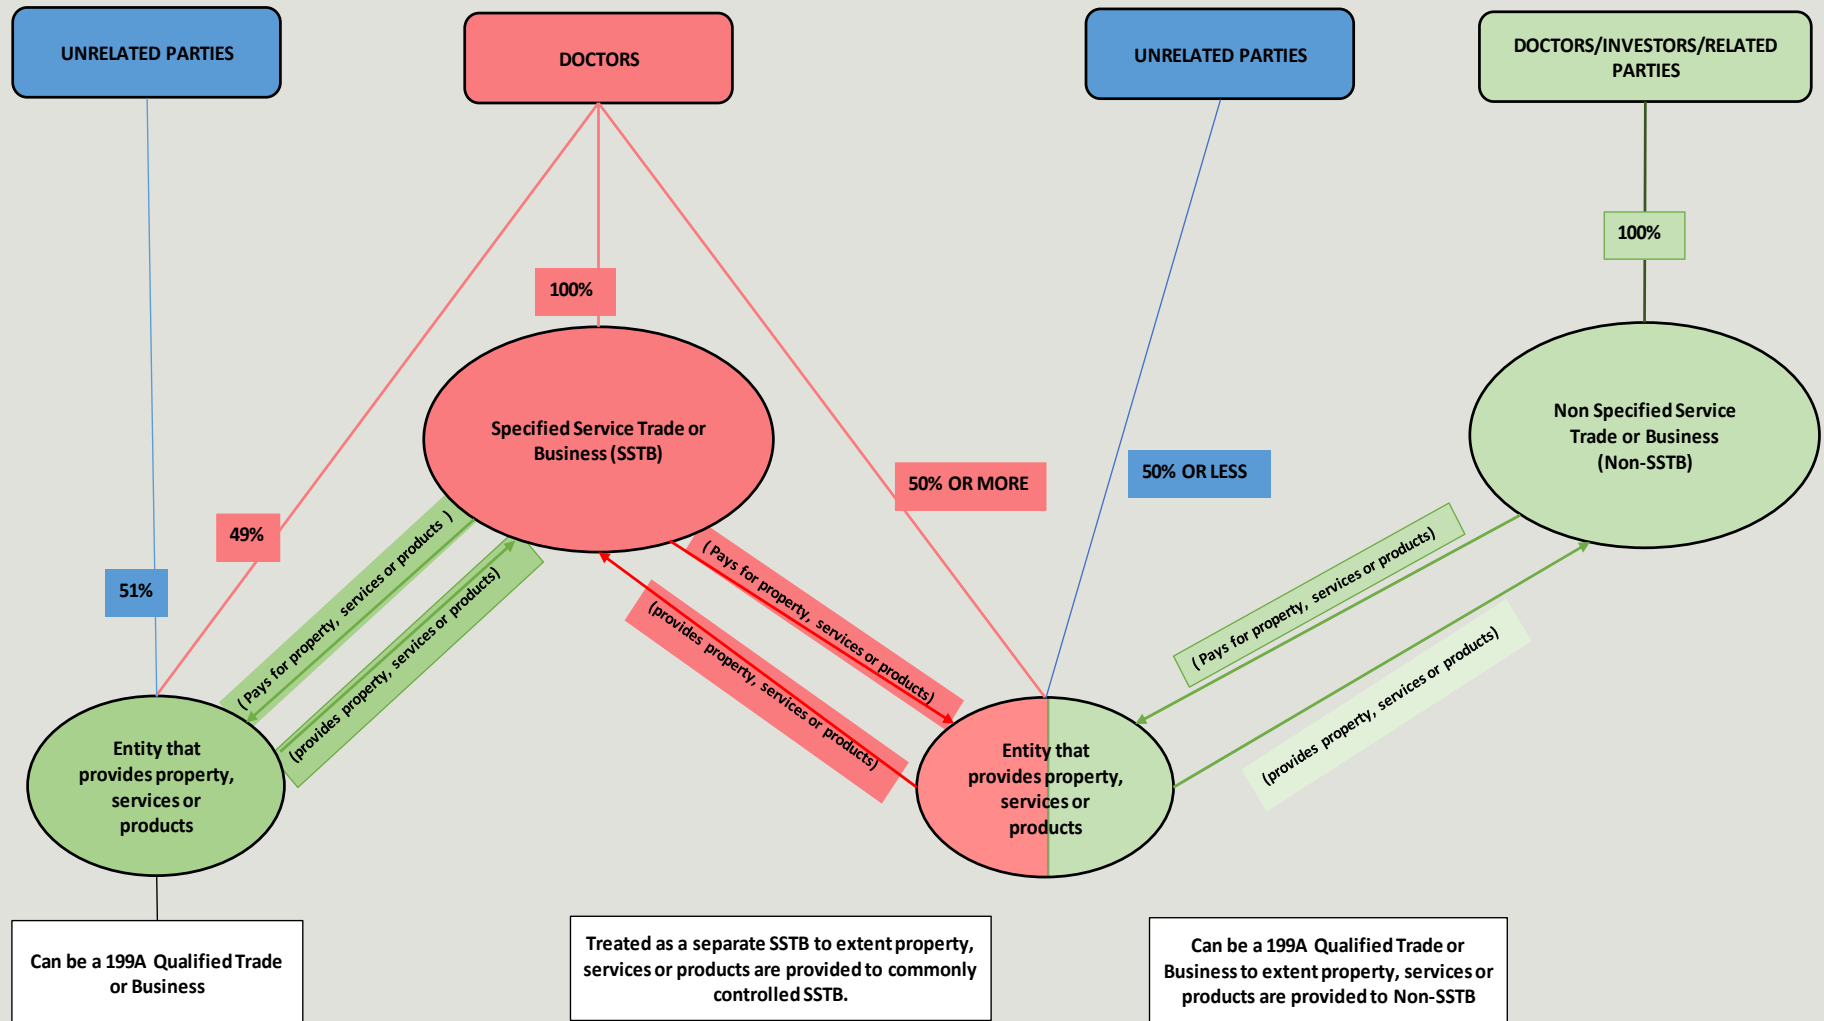 UNRELATED PARTIES
DOCTORS
UNRELATED PARTIES
DOCTORS/INVESTORS/RELATED
PARTIES
100%
100%
Specified Service Trade or
Business (SSTB)
Non Specified Service
Trade or Business
(Non-SSTB)
50% OR MORE
50% OR LESS
49%
51%
( Pays for property, services or products )
(provides property, services or products)
( Pays for property, services or products)
(provides property, services or products)
( Pays for property, services or products)
(provides property, services or products)
Entity that
provides property,
services or
products
Entity that
provides property,
services or
products
Can be a 199A Qualified Trade
or Business
Treated as a separate SSTB to extent property,
services or products are provided to commonly
controlled SSTB.
Can be a 199A Qualified Trade or
Business to extent property, services or
products are provided to Non-SSTB